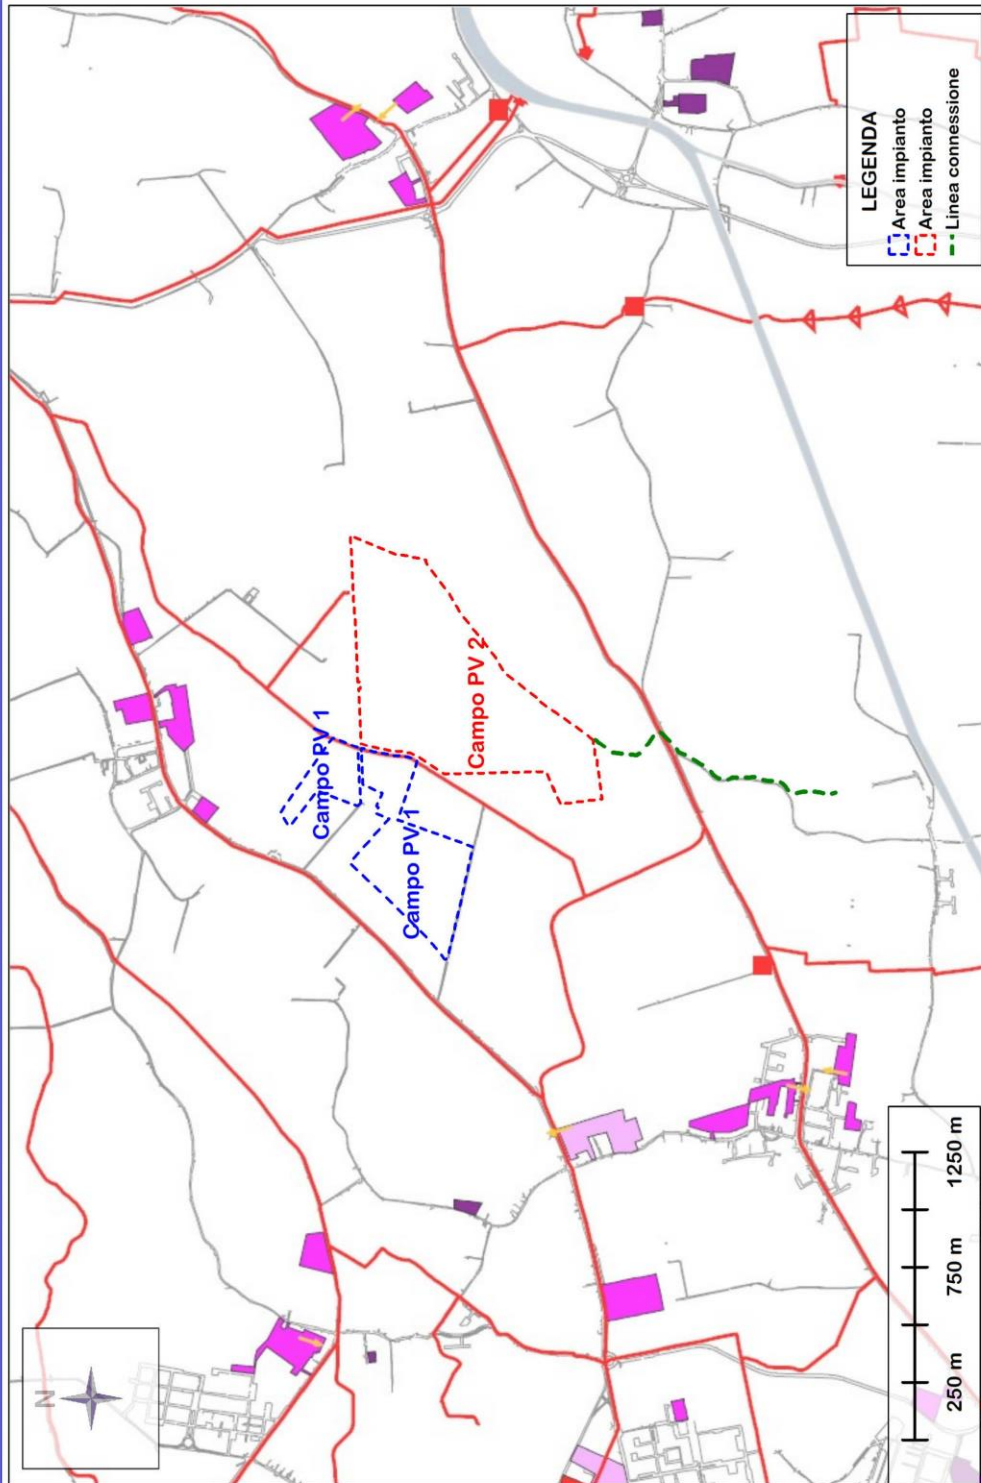 N
Campo PV 1
Campo PV 1
Campo PV 2
LEGENDA
Area impianto
Area impianto
Linea connessione
250 m 750 m 1250 m